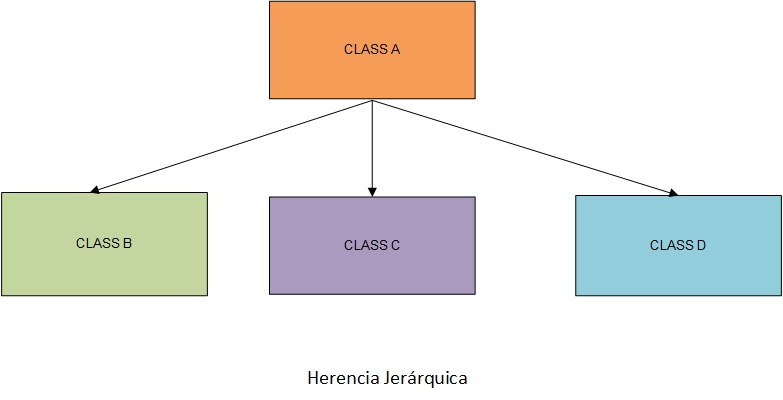 CLASS A
CLASS B
CLASS C
CLASS D
Herencia Jerárquica